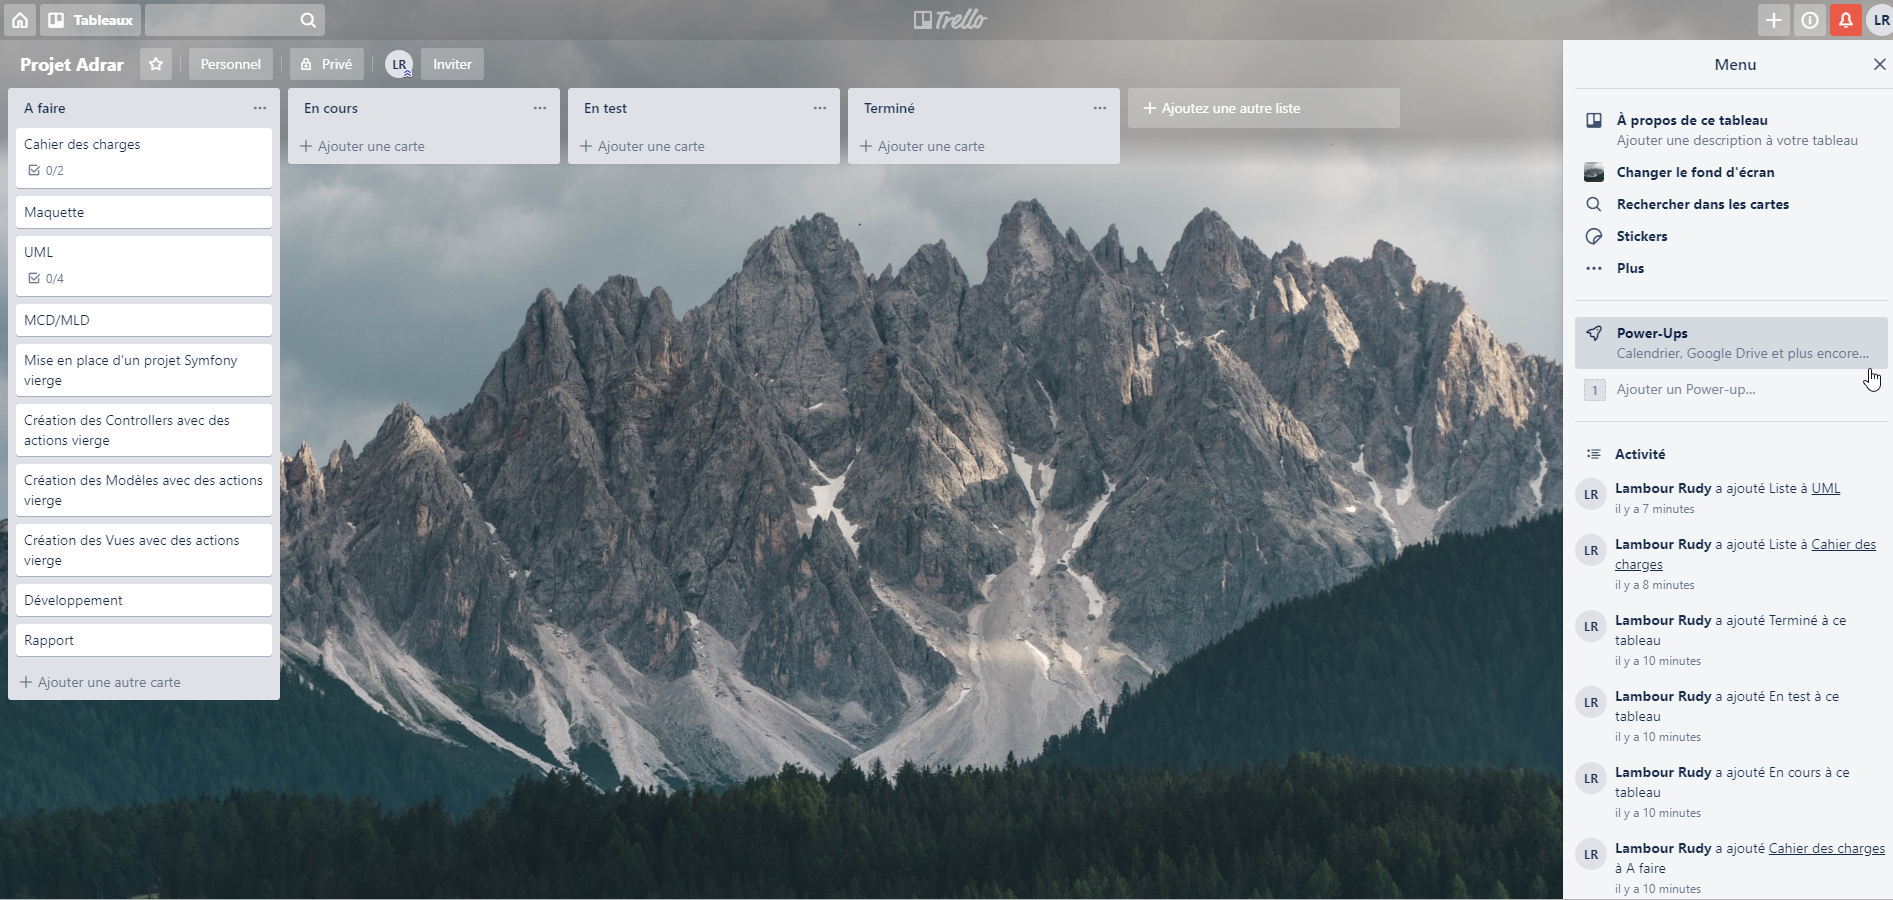 Tableaux
Trello
LR
Projet Adrar
Personnel
Privé
LR
Inviter
A faire
Cahier des charges
0/2
Maquette
UML
0/4
MCD/MLD
Mise en place d'un projet Symfony
vierge
Création des Controllers avec des
actions vierge
Création des Modèles avec des actions
vierge
Création des Vues avec des actions
vierge
Développement
Rapport
+ Ajouter une autre carte
En cours
+ Ajouter une carte
En test
+ Ajouter une carte
Terminé
+ Ajouter une carte
+ Ajoutez une autre liste
Menu
À propos de ce tableau
Ajouter une description à votre tableau
Changer le fond d'écran
Rechercher dans les cartes
Stickers
Plus
Power-Ups
Calendrier, Google Drive et plus encore...
1 Ajouter un Power-up...
Activité
LR Lambour Rudy a ajouté Liste à UML
il y a 7 minutes
LR Lambour Rudy a ajouté Liste à Cahier des
charges
il y a 8 minutes
LR Lambour Rudy a ajouté Terminé à ce
tableau
il y a 10 minutes
LR Lambour Rudy a ajouté En test à ce
tableau
il y a 10 minutes
LR Lambour Rudy a ajouté En cours à ce
tableau
il y a 10 minutes
LR Lambour Rudy a ajouté Cahier des charges
à A faire
il y a 10 minutes